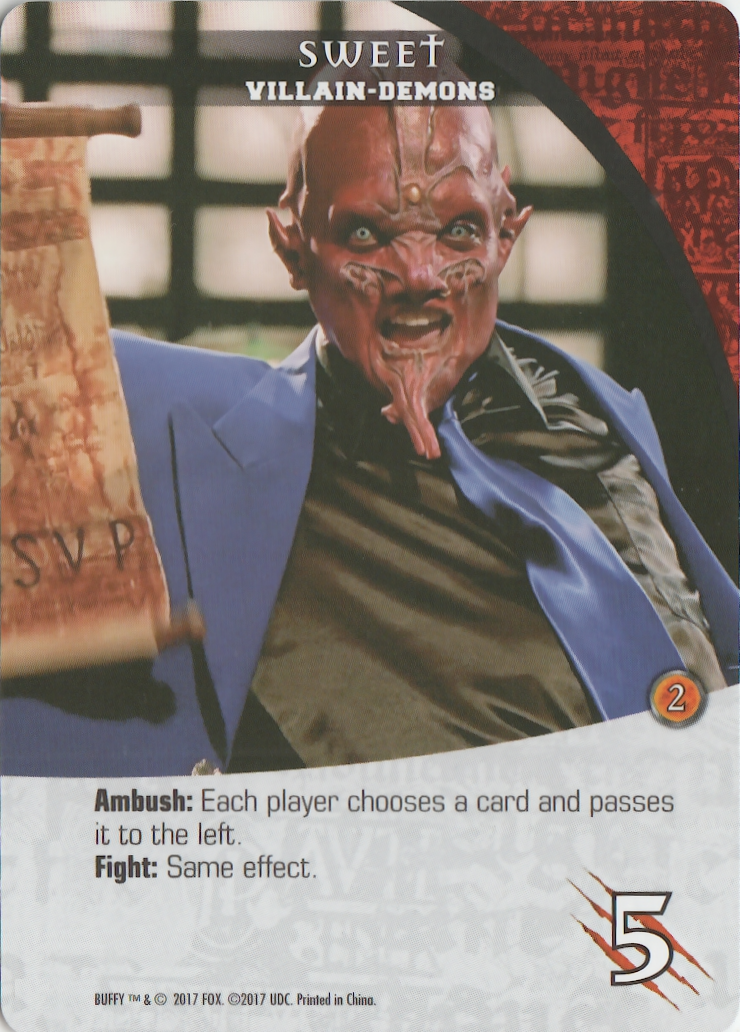 SWEET
VILLAIN-DEMONS
SVP
2
Ambush: Each player chooses a card and passes
it to the left.
Fight: Same effect.
5
BUFFY ™ & © 2017 FOX. ©2017 UDC. Printed in China.